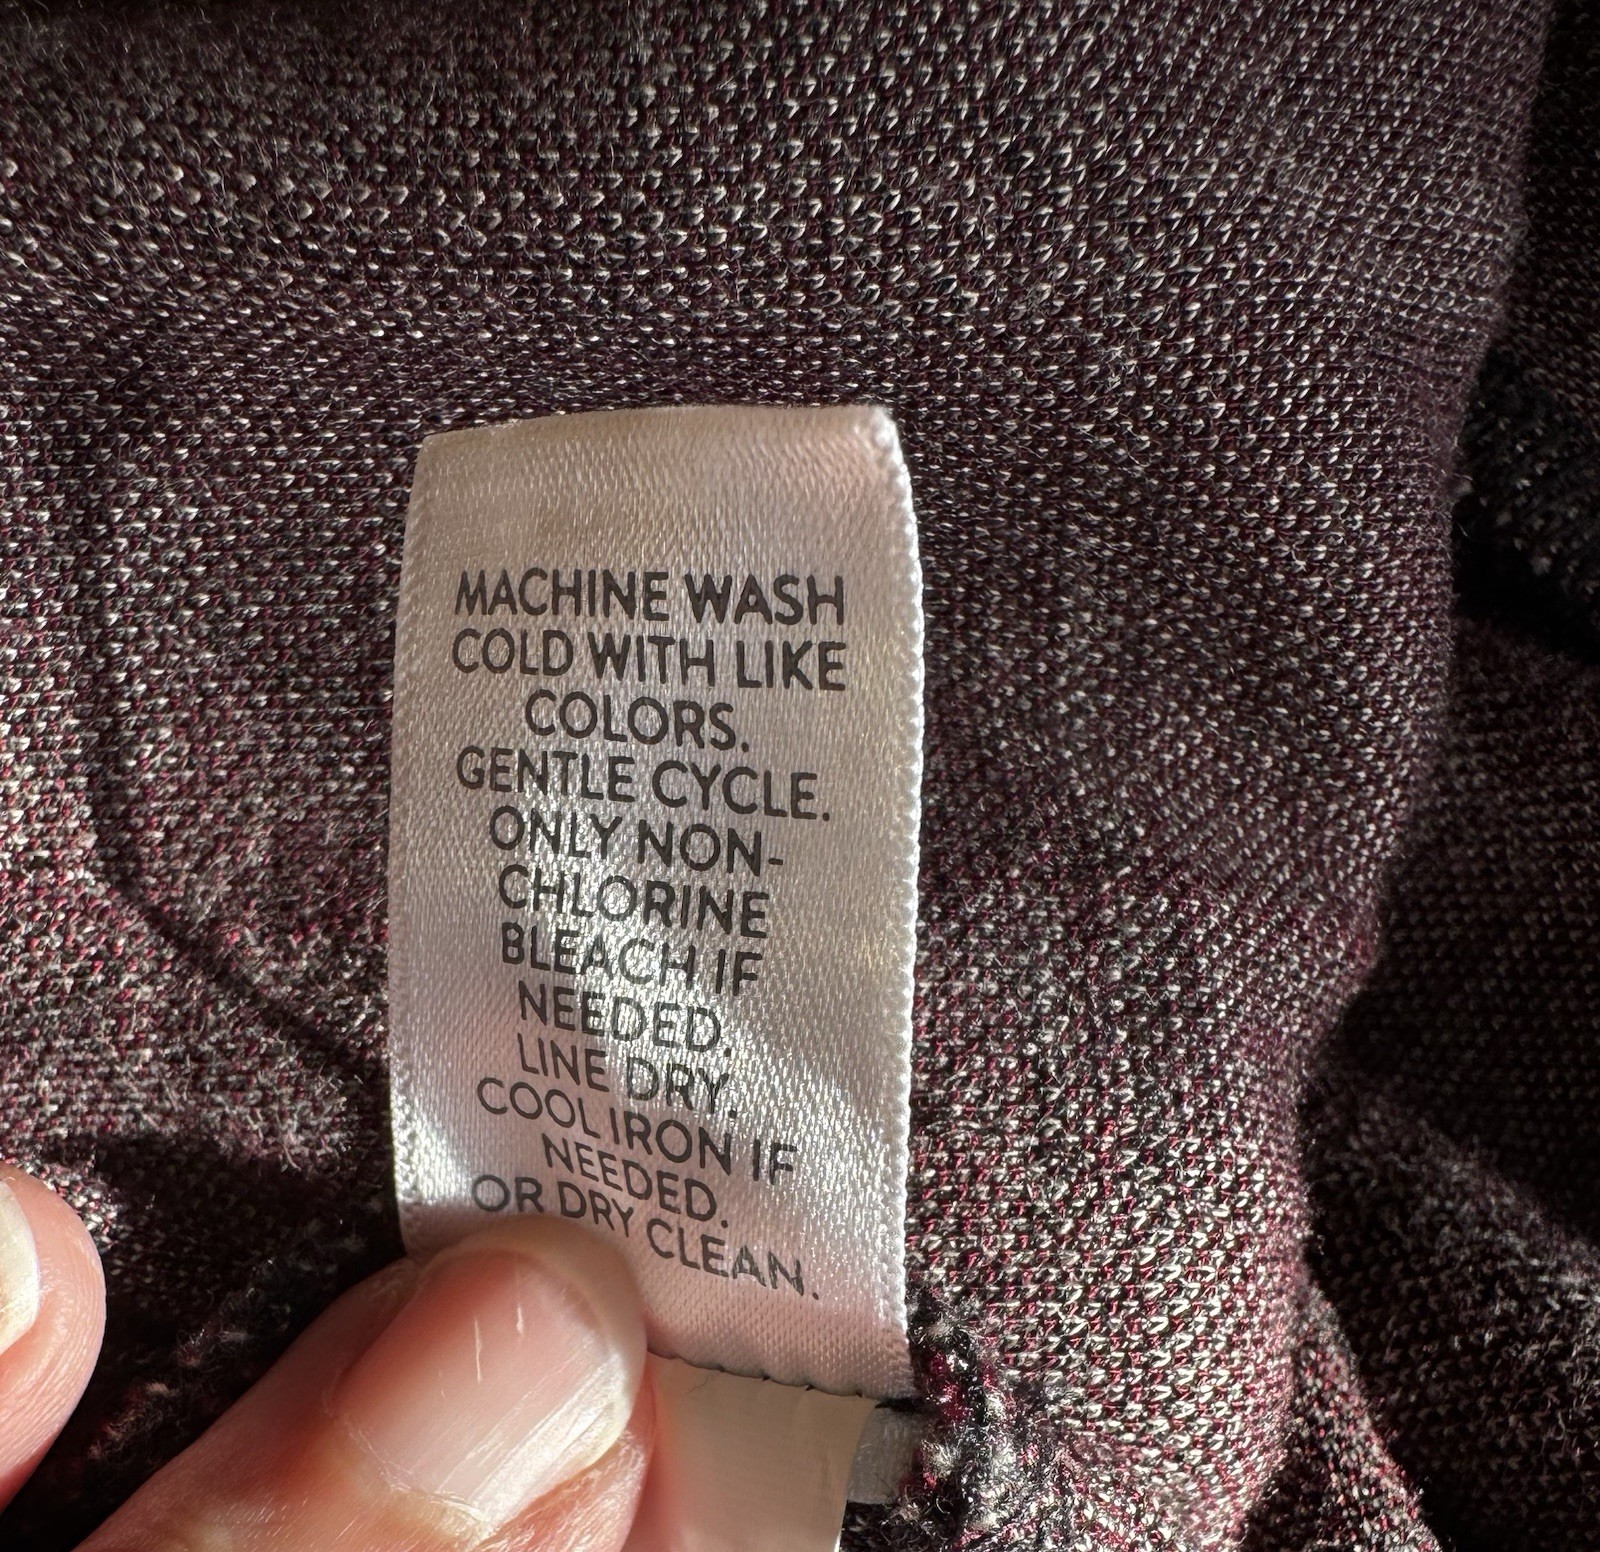 MACHINE WASH
COLD WITH LIKE
COLORS.
GENTLE CYCLE.
ONLY NON-
CHLORINE
BLEACH IF
NEEDED.
LINE DRY.
COOL IRON IF
NEEDED.
OR DRY CLEAN.